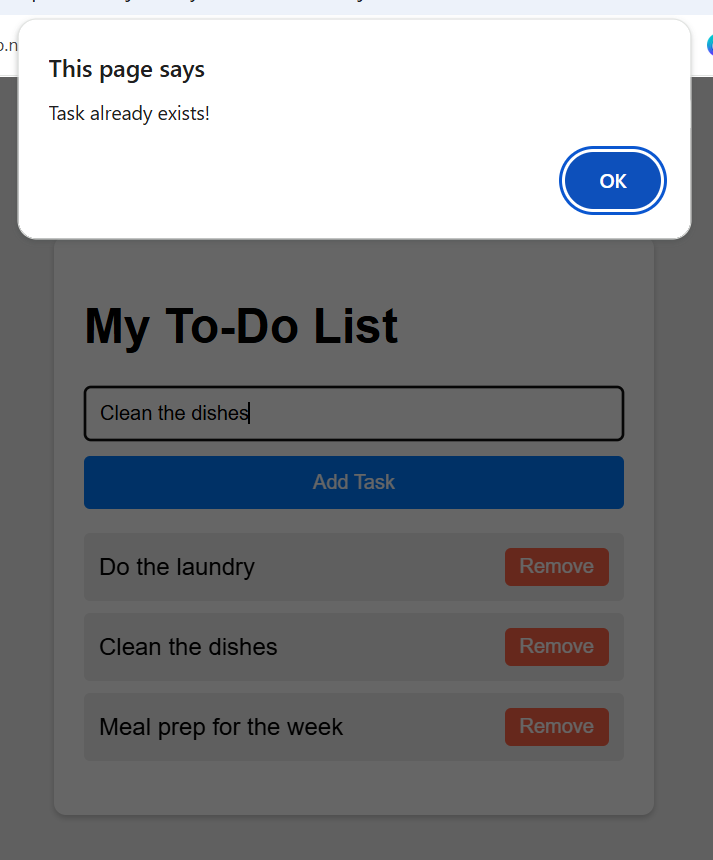 This page says
Task already exists!
OK
My To-Do List
Clean the dishes
Add Task
Do the laundry
Remove
Clean the dishes
Remove
Meal prep for the week
Remove